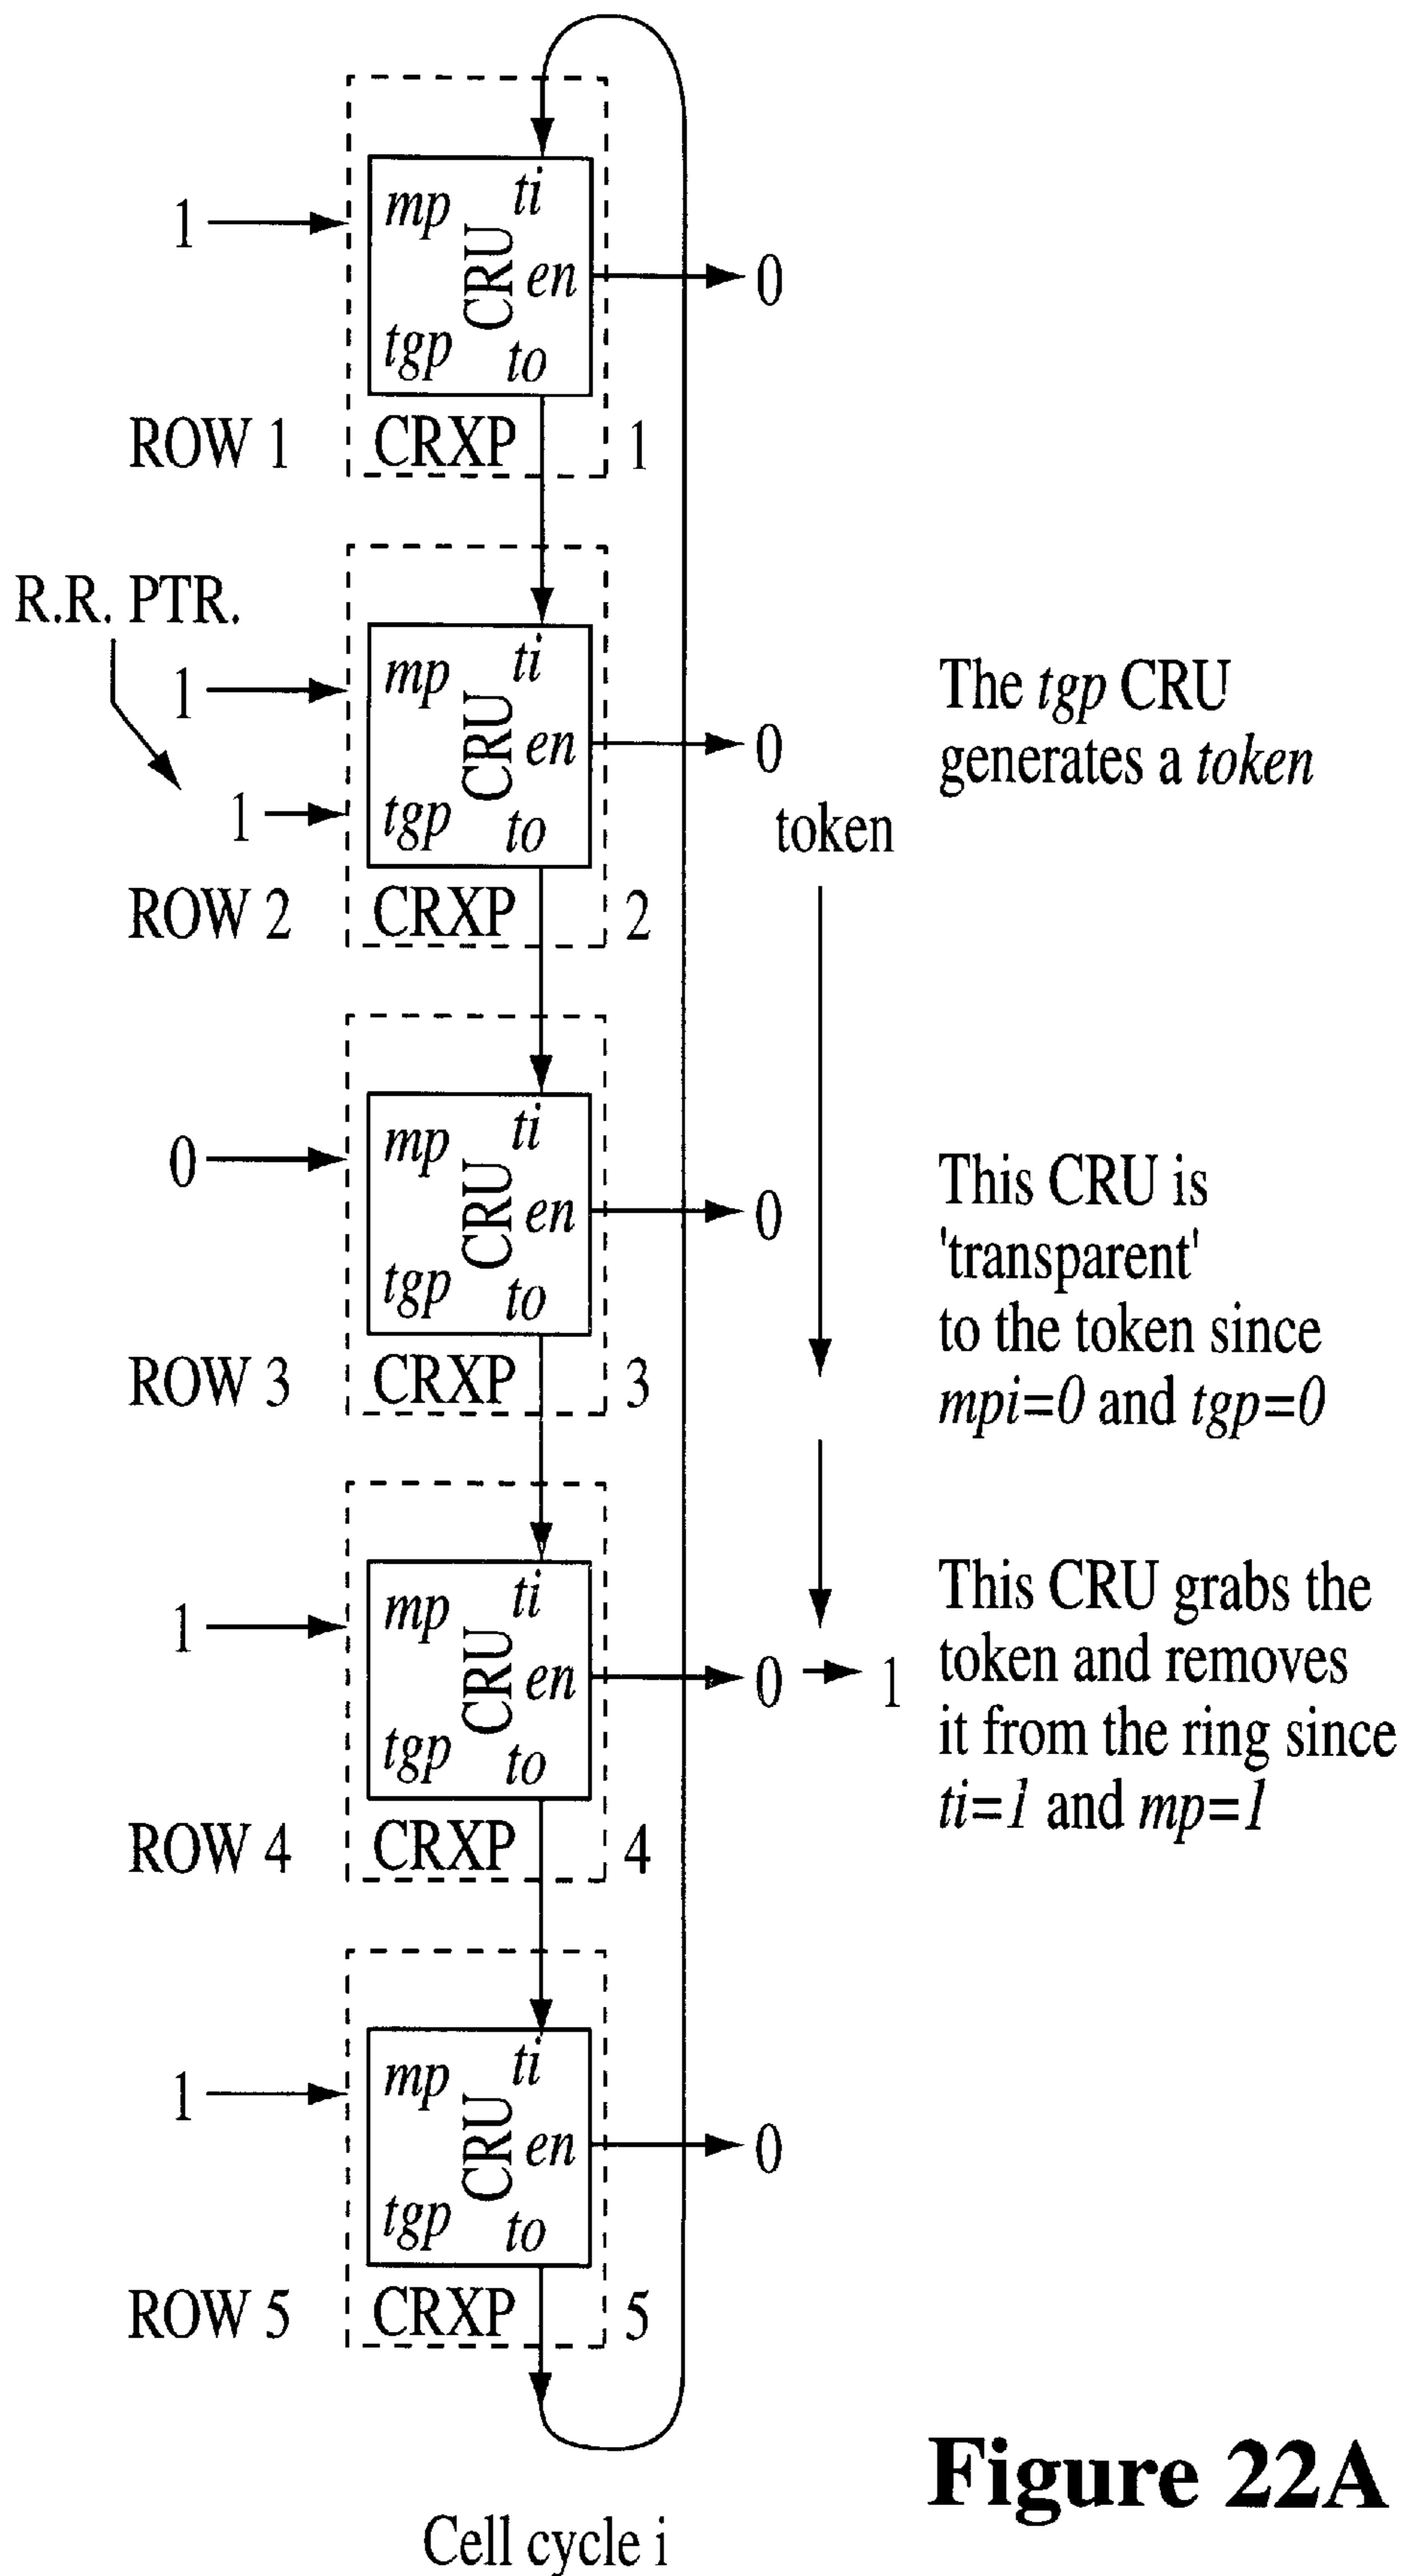 ti
mp
1
CRU
en
0
tgp
to
ROW 1
CRXP
1
R.R. PTR.
ti
mp
1
CRU
en
0
The tgp CRU
generates a token
1
tgp
to
token
ROW 2
CRXP
2
ti
mp
0
CRU
en
0
This CRU is
'transparent'
to the token since
mpi=0 and tgp=0
tgp
to
ROW 3
CRXP
3
ti
mp
1
CRU
en
0
1
This CRU grabs the
token and removes
it from the ring since
ti=1 and mp=1
tgp
to
ROW 4
CRXP
4
ti
mp
1
CRU
en
0
tgp
to
ROW 5
CRXP
5
Figure 22A
Cell cycle i